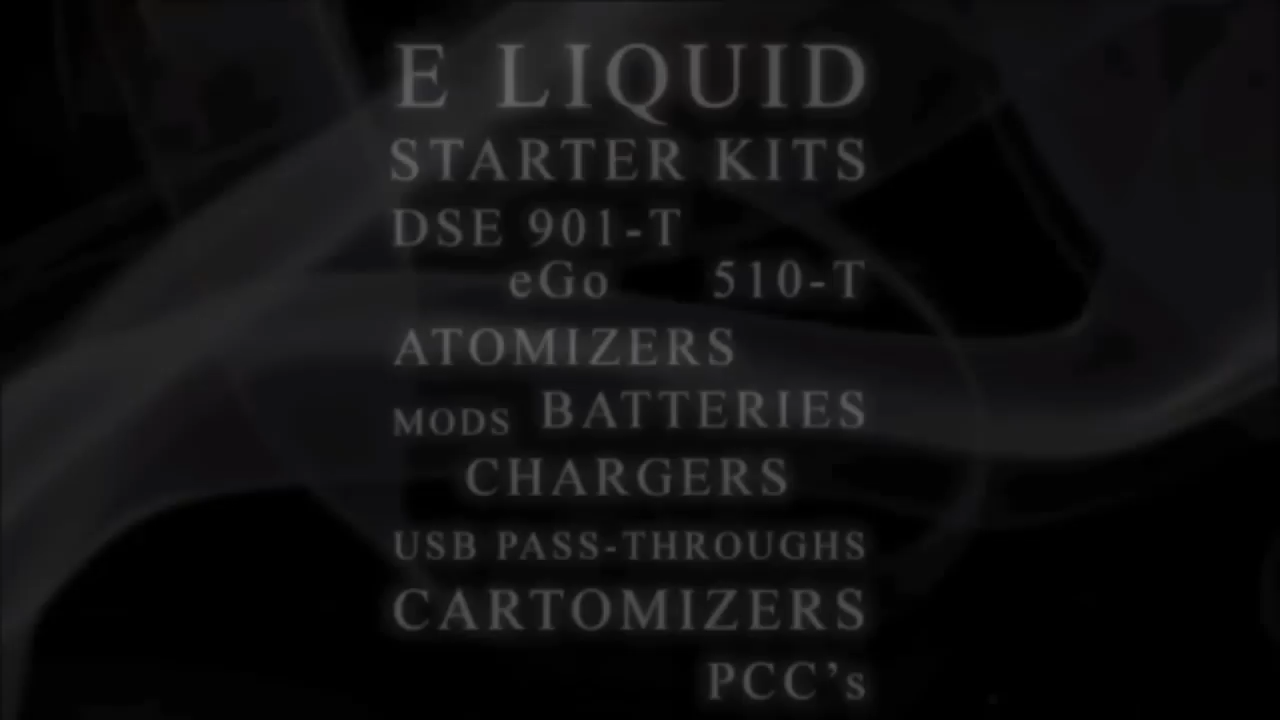 E LIQUID
STARTER KITS
DSE 901-T
eGo 510-T
ATOMIZERS
MODS BATTERIES
CHARGERS
USB PASS-THROUGHS
CARTOMIZERS
PCC's